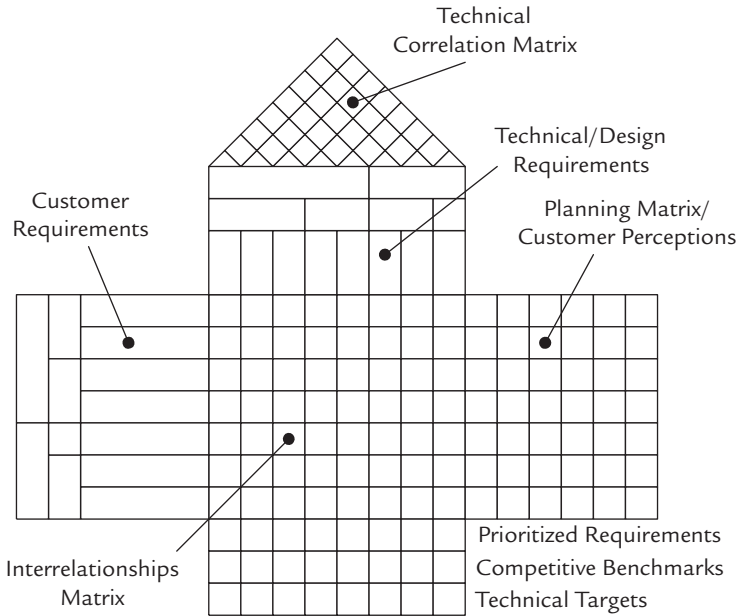 Technical
Correlation Matrix
Technical/Design
Requirements
Customer
Requirements
Planning Matrix/
Customer Perceptions
Interrelationships
Matrix
Prioritized Requirements
Competitive Benchmarks
Technical Targets